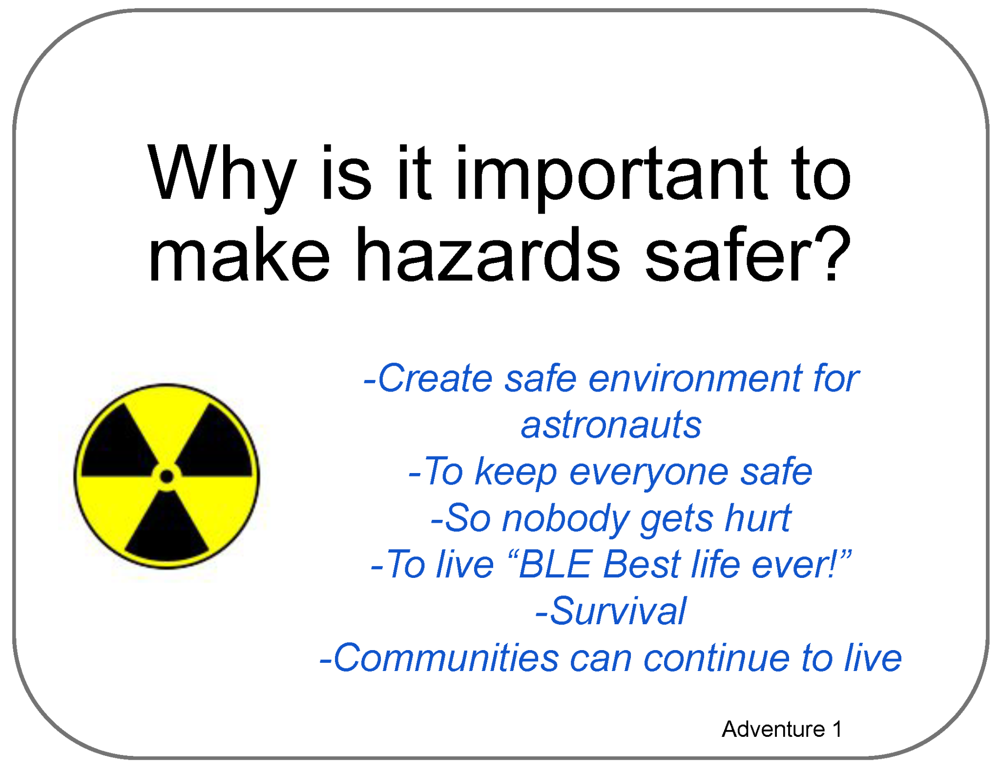 Why is it important to
make hazards safer?
-Create safe environment for
astronauts
-To keep everyone safe
-So nobody gets hurt
-To live “BLE Best life ever!”
-Survival
-Communities can continue to live
Adventure 1